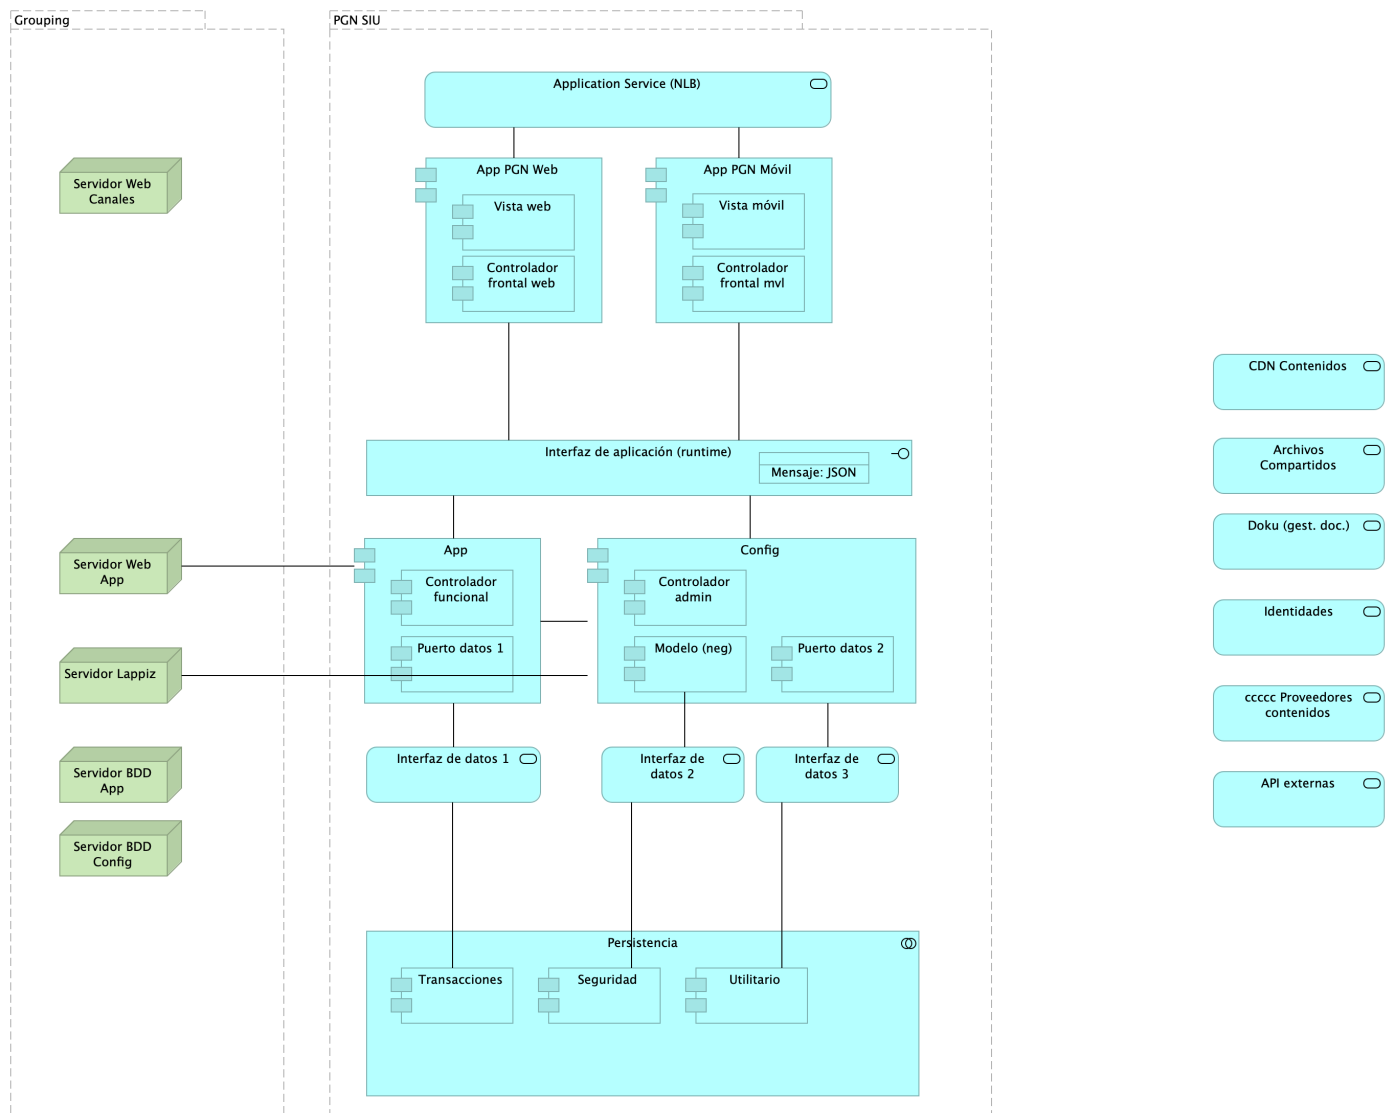 Grouping
PGN SIU
Application Service (NLB)
Servidor Web
Canales
App PGN Web
Vista web
Controlador
frontal web
App PGN Móvil
Vista móvil
Controlador
frontal mvl
Interfaz de aplicación (runtime)
Mensaje: JSON
Servidor Web
App
Servidor Lappiz
Servidor BDD
App
Servidor BDD
Config
App
Controlador
funcional
Puerto datos 1
Config
Controlador
admin
Modelo (neg)
Puerto datos 2
Interfaz de datos 1
Interfaz de
datos 2
Interfaz de
datos 3
Persistencia
Transacciones
Seguridad
Utilitario
CDN Contenidos
Archivos
Compartidos
Doku (gest. doc.)
Identidades
ccccc Proveedores
contenidos
API externas